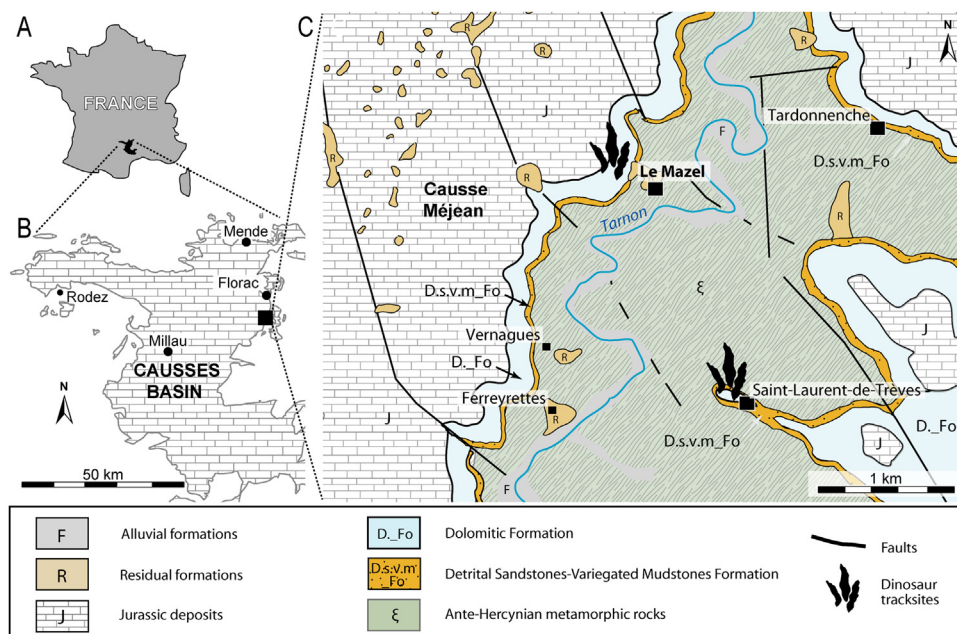 A
FRANCE
B
Mende
Florac
Rodez
Millau
CAUSSES
BASIN
N
50 km
C
N
R
R
R
J
J
F
Tardonnenche
D.s.v.m_Fo
Le Mazel
R
Causse
Méjean
Tarnon
R
D.s.v.m_Fo
ξ
Vernagues
R
J
D._Fo
Ferreyrettes
R
Saint-Laurent-de-Trèves
J
D.s.v.m_Fo
D._Fo
J
F
1 km
F
Alluvial formations
R
Residual formations
J
Jurassic deposits
D._Fo
Dolomitic Formation
D.s.v.m
_Fo
Detrital Sandstones-Variegated Mudstones Formation
ξ
Ante-Hercynian metamorphic rocks
Faults
Dinosaur
tracksites